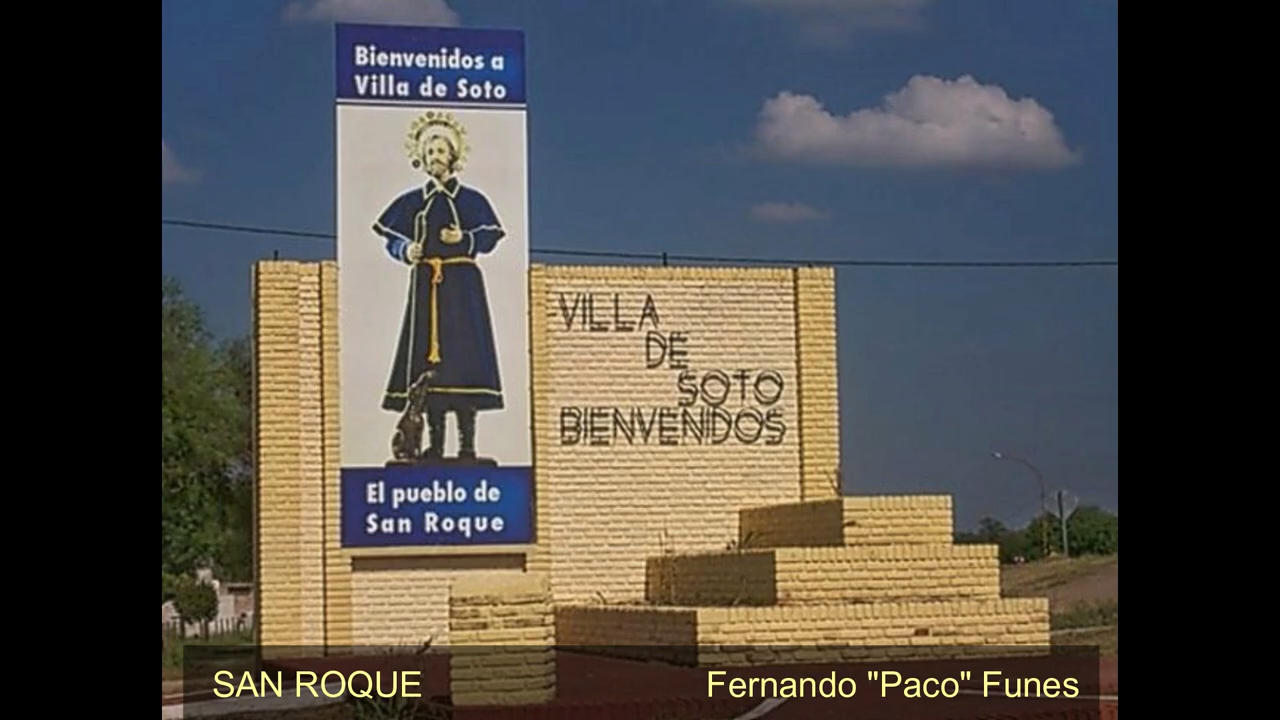 Bienvenidos a
Villa de Soto
VILLA
DE
SOTO
BIENVENIDOS
El pueblo de
San Roque
SAN ROQUE
Fernando "Paco" Funes